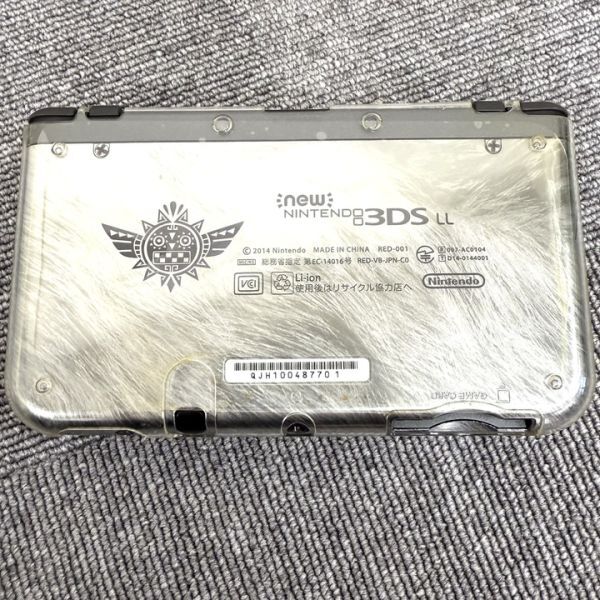 new
NINTENDO 3DS LL
© 2014 Nintendo MADE IN CHINA RED-001
総務省指定 第EC-14016号 RED-VB-JPN-C0
R 007-AC0104
T D14-0144001
VCI
Li-ion
使用後はリサイクル協力店へ
Nintendo
QJH10048770 1
GAME CARD